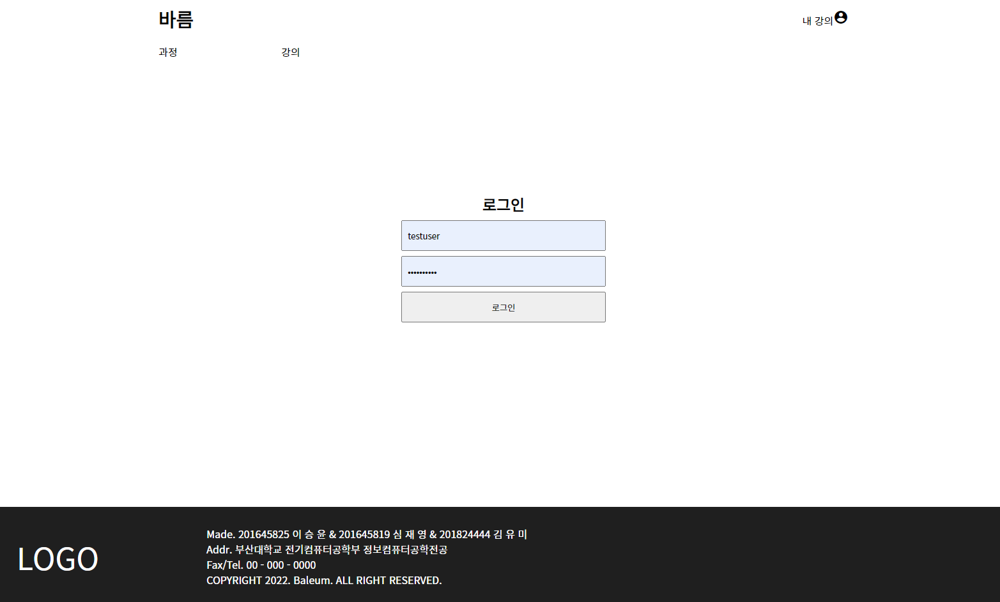 바름
내 강의
과정
강의
로그인
testuser
••••••••••
로그인
LOGO
Made. 201645825 이 승 윤 & 201645819 심 재 영 & 201824444 김 유 미
Addr. 부산대학교 전기컴퓨터공학부 정보컴퓨터공학전공
Fax/Tel. 00 - 000 - 0000
COPYRIGHT 2022. Baleum. ALL RIGHT RESERVED.